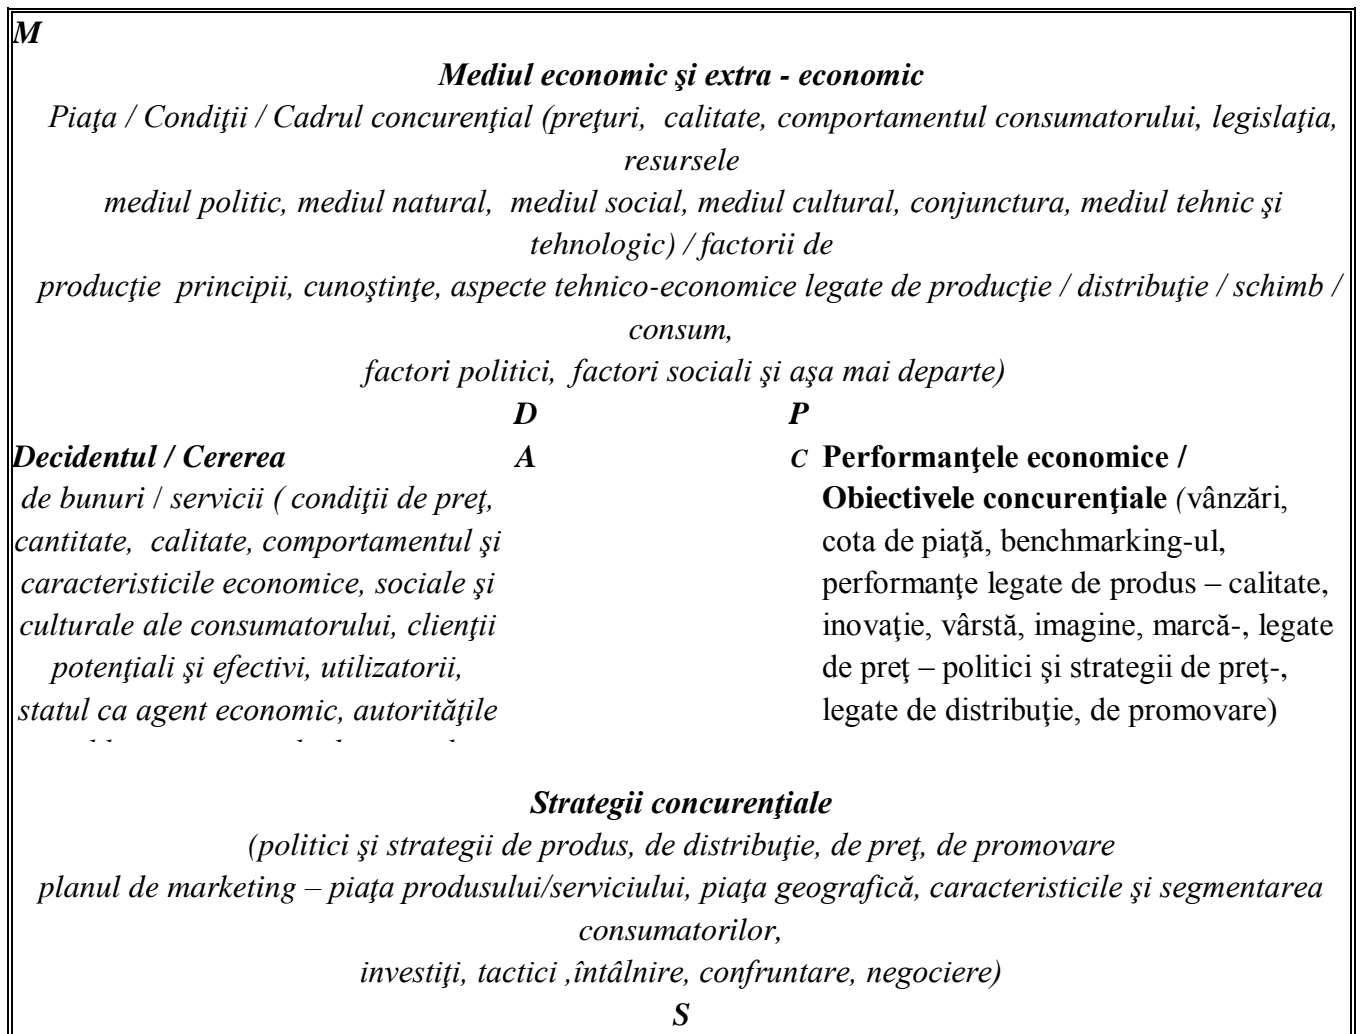 M
Mediul economic şi extra - economic
Piaţa / Condiţii / Cadrul concurenţial (preţuri, calitate, comportamentul consumatorului, legislaţia,
resursele
mediul politic, mediul natural, mediul social, mediul cultural, conjunctura, mediul tehnic şi
tehnologic) / factorii de
producţie principii, cunoştinţe, aspecte tehnico-economice legate de producţie / distribuţie / schimb /
consum,
factori politici, factori sociali şi aşa mai departe)
D P
Decidentul / Cererea A
de bunuri / servicii ( condiţii de preţ,
cantitate, calitate, comportamentul şi
caracteristicile economice, sociale şi
culturale ale consumatorului, clienţii
potenţiali şi efectivi, utilizatorii,
statul ca agent economic, autorităţile
C Performanţele economice /
Obiectivele concurenţiale (vânzări,
cota de piaţă, benchmarking-ul,
performanţe legate de produs – calitate,
inovaţie, vârstă, imagine, marcă-, legate
de preţ – politici şi strategii de preţ-,
legate de distribuţie, de promovare)
Strategii concurenţiale
(politici şi strategii de produs, de distribuţie, de preţ, de promovare
planul de marketing – piaţa produsului/serviciului, piaţa geografică, caracteristicile şi segmentarea
consumatorilor,
investiţi, tactici ,întâlnire, confruntare, negociere)
S